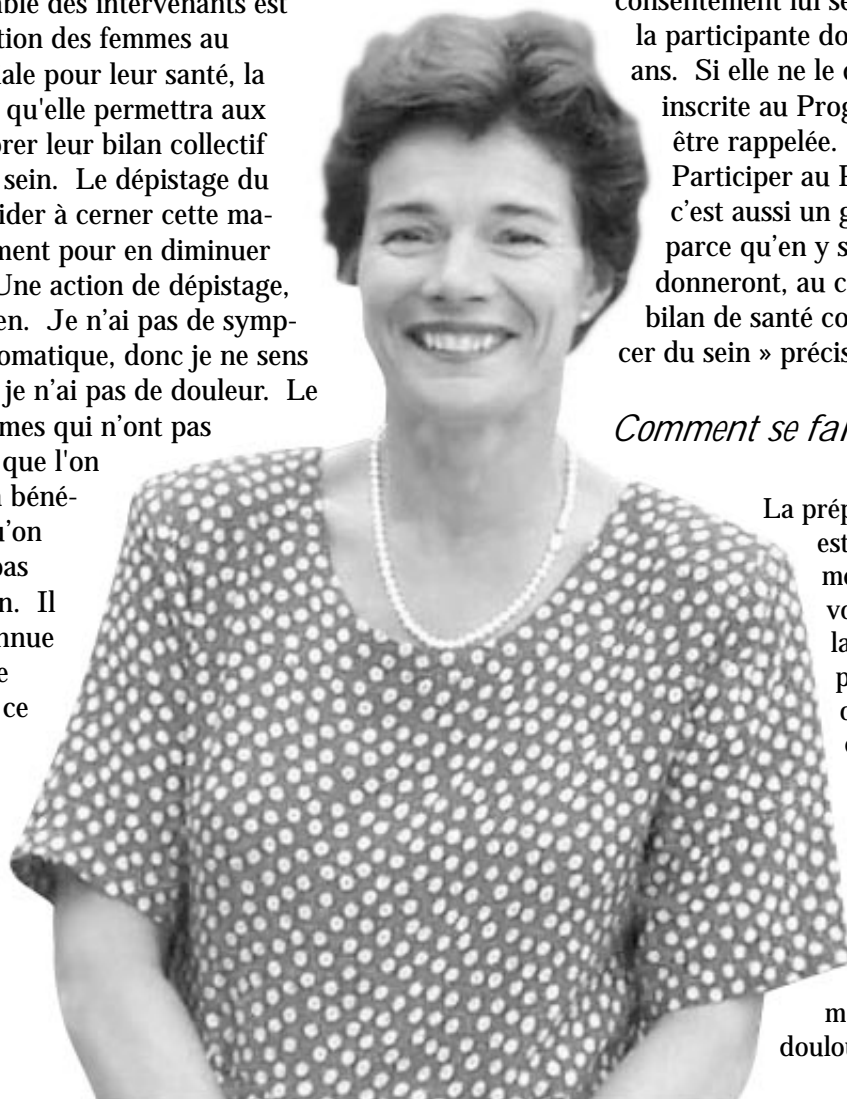 ble des intervenants est
tion des femmes au
ale pour leur santé, la
qu'elle permettra aux
rer leur bilan collectif
sein.  Le dépistage du
ider à cerner cette ma-
ment pour en diminuer
Une action de dépistage,
en.  Je n'ai pas de symp-
omatique, donc je ne sens
je n'ai pas de douleur.  Le
mes qui n'ont pas
que l'on
béné-
u'on
pas
n.  Il
nnue
e
ce
consentement lui se
la participante do
ans.  Si elle ne le
inscrite au Prog
être rappelée.
Participer au
c'est aussi un g
parce qu'en y s
donneront, au c
bilan de santé co
cer du sein » précis
Comment se fai
La prép
est
me
vo
la
p
m
doulou